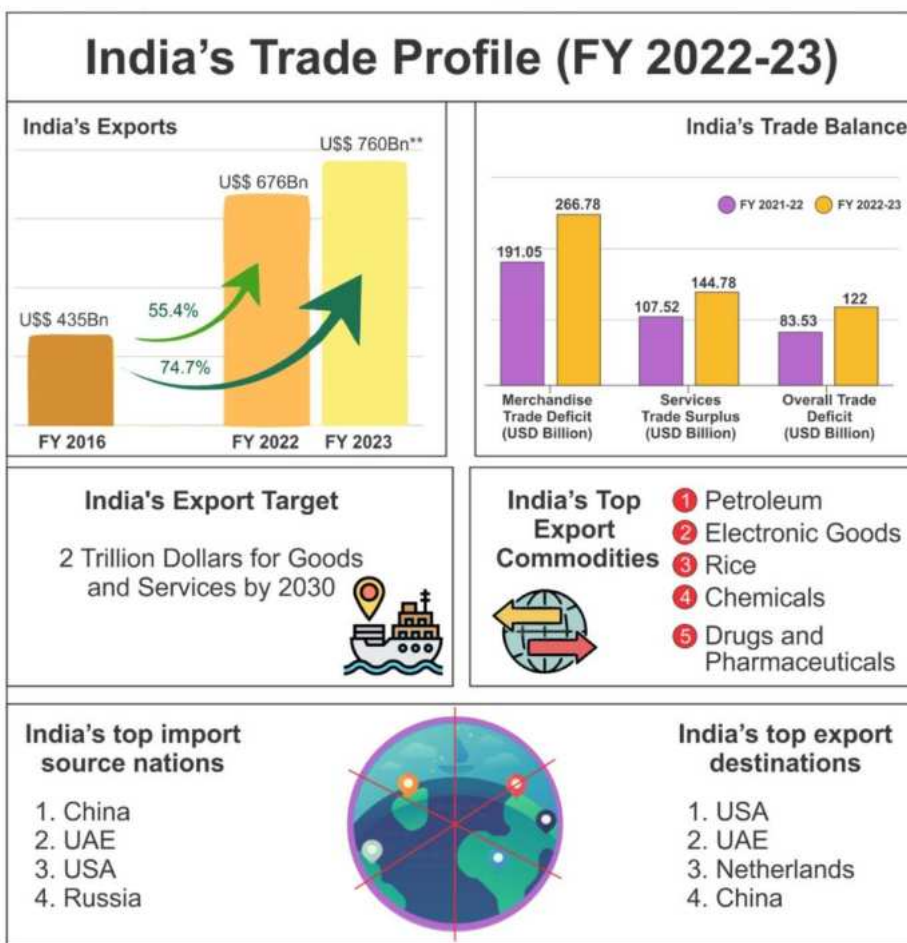 India’s Trade Profile (FY 2022-23)
India’s Exports
U$$ 435Bn
U$$ 676Bn
U$$ 760Bn**
55.4%
74.7%
FY 2016
FY 2022
FY 2023
India’s Trade Balance
FY 2021-22
FY 2022-23
191.05
266.78
107.52
144.78
83.53
122
Merchandise
Trade Deficit
(USD Billion)
Services
Trade Surplus
(USD Billion)
Overall Trade
Deficit
(USD Billion)
India's Export Target
2 Trillion Dollars for Goods
and Services by 2030
India’s Top
Export
Commodities
1 Petroleum
2 Electronic Goods
3 Rice
4 Chemicals
5 Drugs and
Pharmaceuticals
India’s top import
source nations
1. China
2. UAE
3. USA
4. Russia
India’s top export
destinations
1. USA
2. UAE
3. Netherlands
4. China